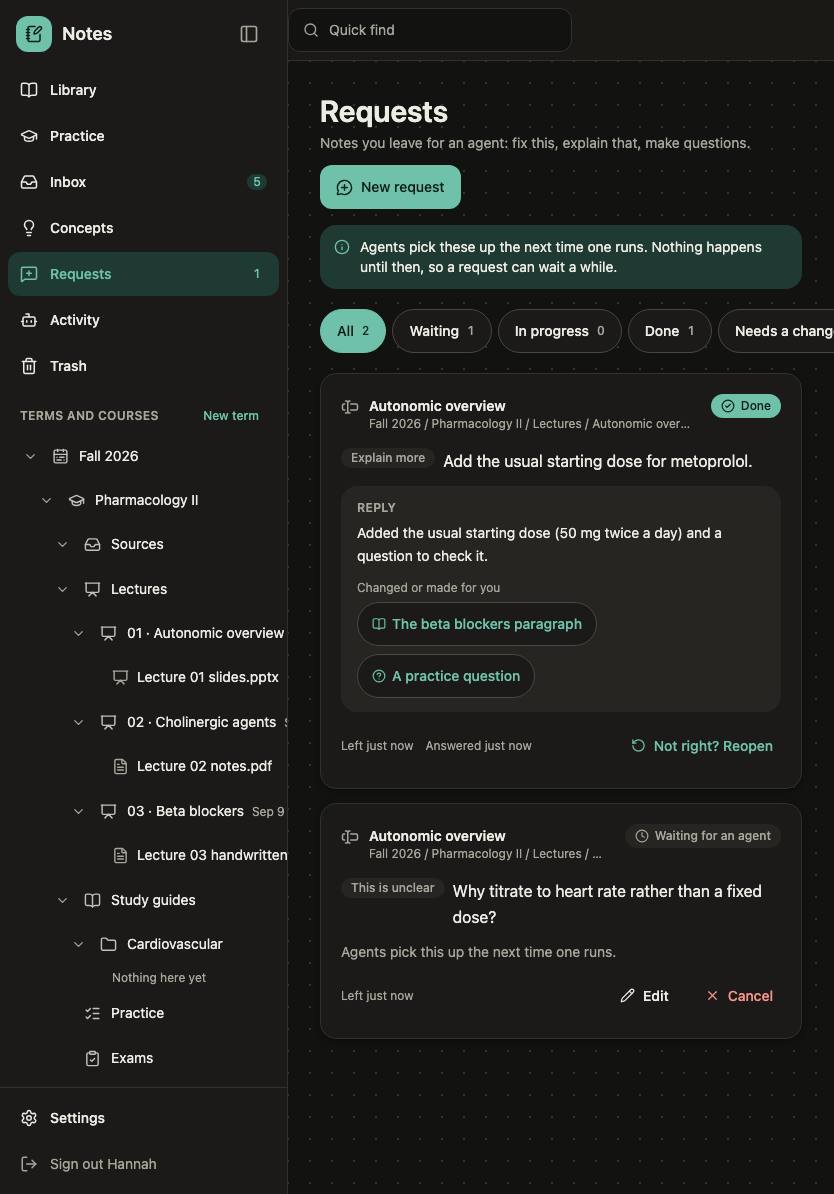 Notes
Quick find
Library
Practice
Inbox 5
Concepts
Requests 1
Activity
Trash
TERMS AND COURSES New term
Fall 2026
Pharmacology II
Sources
Lectures
01 · Autonomic overview
Lecture 01 slides.pptx
02 · Cholinergic agents
Lecture 02 notes.pdf
03 · Beta blockers Sep 9
Lecture 03 handwritten
Study guides
Cardiovascular
Nothing here yet
Practice
Exams
Settings
Sign out Hannah
Requests
Notes you leave for an agent: fix this, explain that, make questions.
New request
Agents pick these up the next time one runs. Nothing happens
until then, so a request can wait a while.
All 2 Waiting 1 In progress 0 Done 1 Needs a chang
Autonomic overview Done
Fall 2026 / Pharmacology II / Lectures / Autonomic over...
Explain more Add the usual starting dose for metoprolol.
REPLY
Added the usual starting dose (50 mg twice a day) and a
question to check it.
Changed or made for you
The beta blockers paragraph
A practice question
Left just now Answered just now Not right? Reopen
Autonomic overview Waiting for an agent
Fall 2026 / Pharmacology II / Lectures / ...
This is unclear Why titrate to heart rate rather than a fixed
dose?
Agents pick this up the next time one runs.
Left just now Edit Cancel